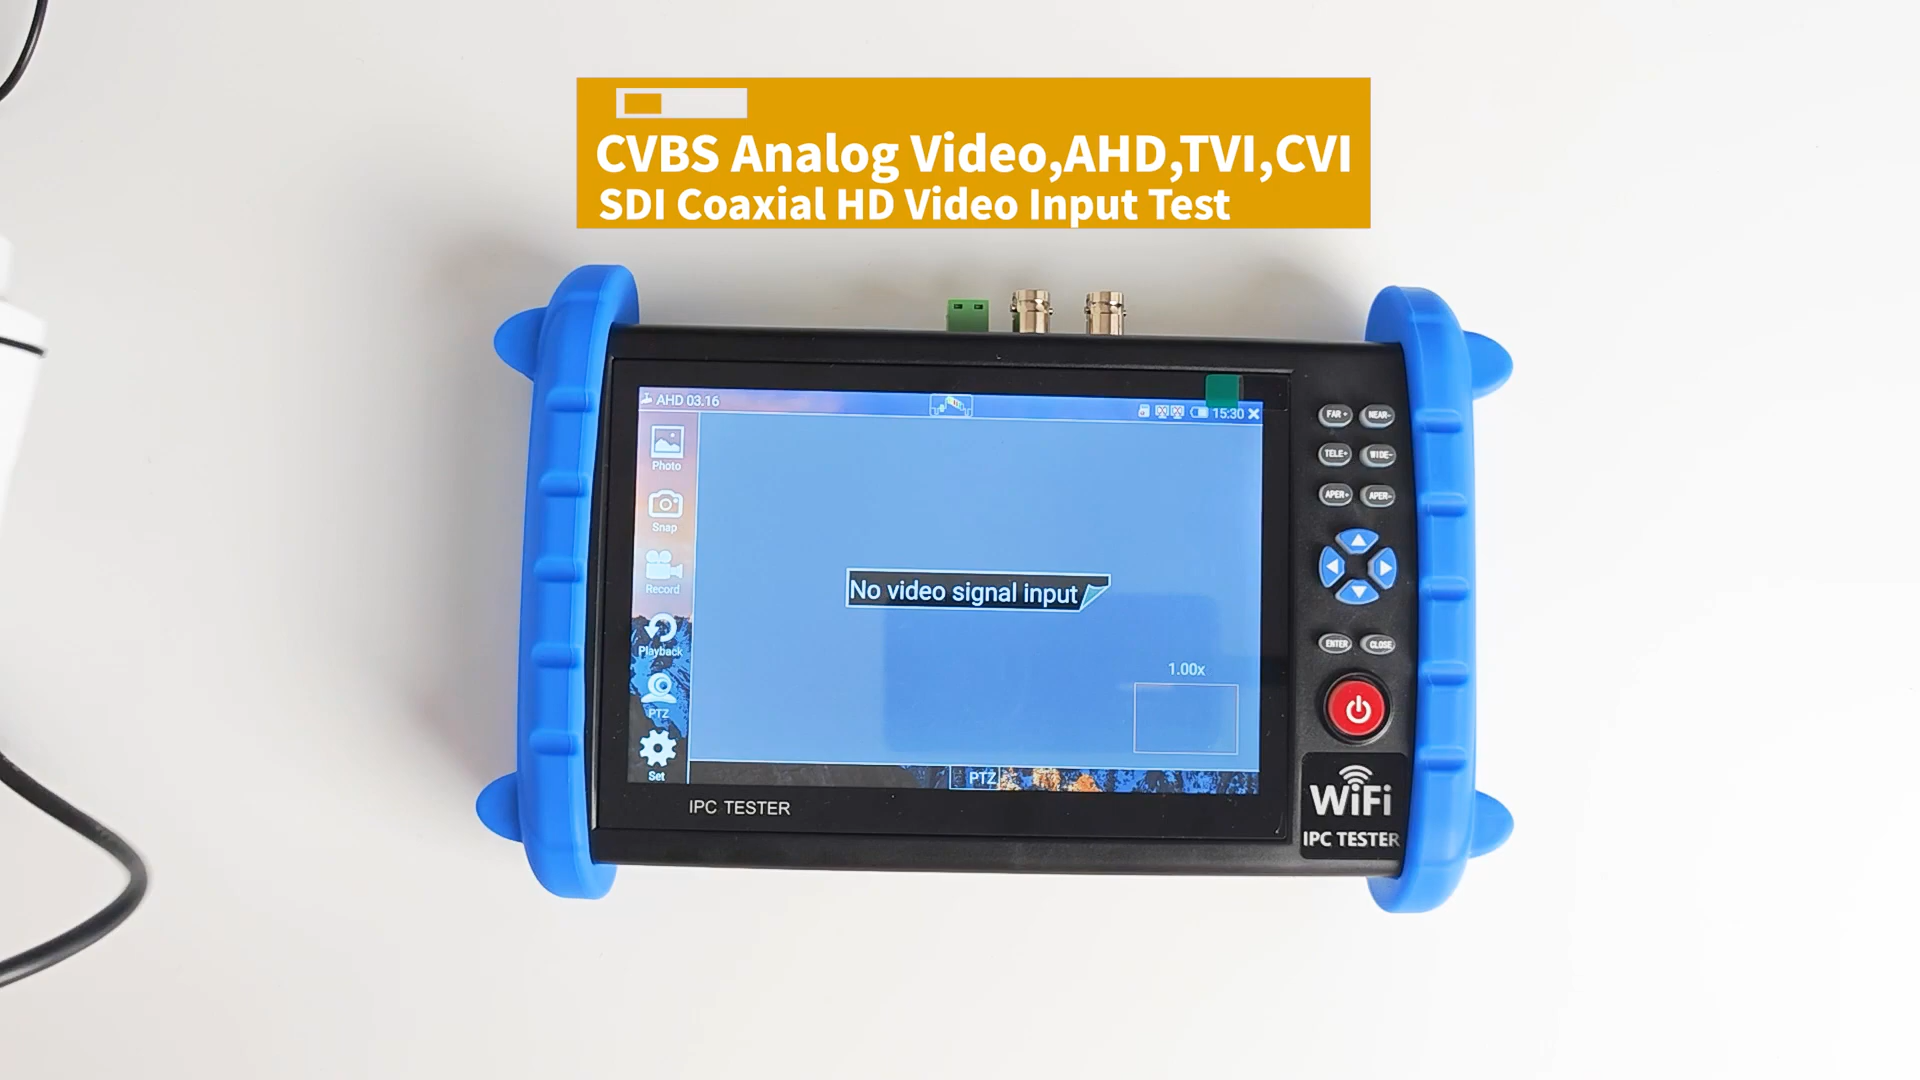 CVBS Analog Video,AHD,TVI,CVI
SDI Coaxial HD Video Input Test
AHD 03.16
15:30
Photo
Snap
Record
Playback
PTZ
Set
No video signal input
1.00x
PTZ
IPC TESTER
FAR+ NEAR-
TELE+ WIDE-
APER+ APER-
ENTER CLOSE
WiFi
IPC TESTER